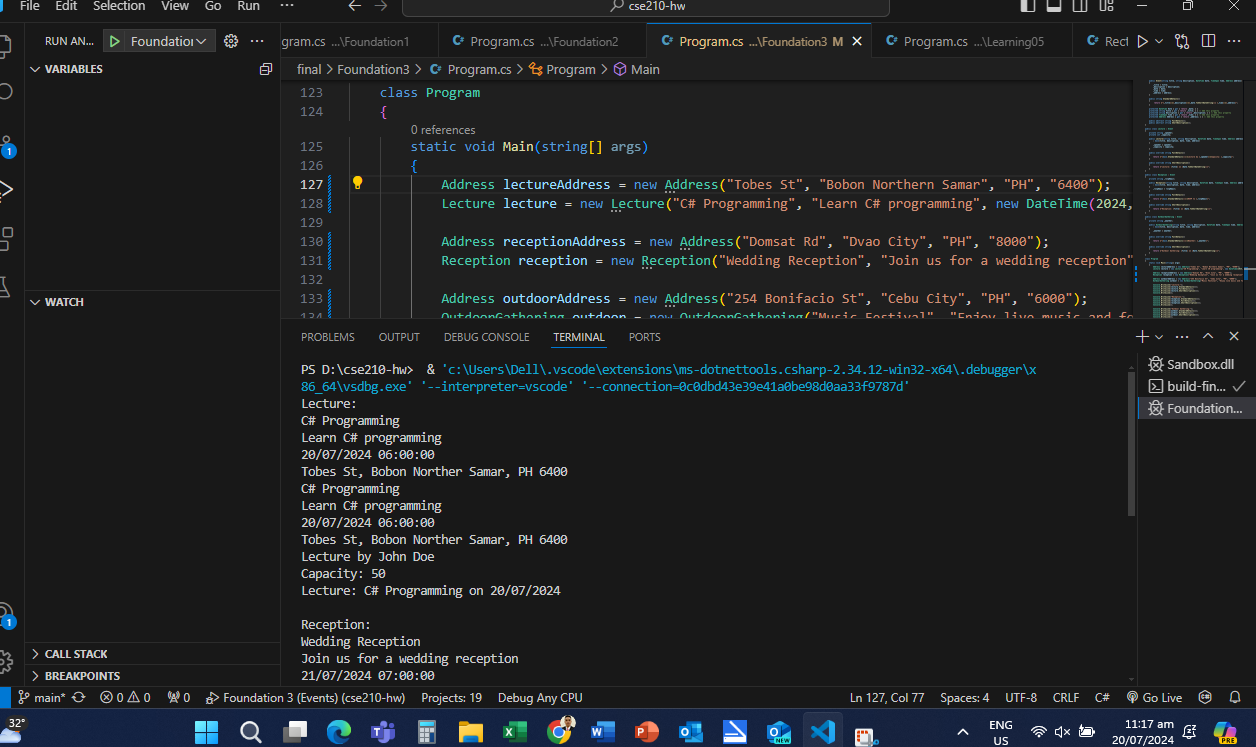 File Edit Selection View Go Run ··· cse210-hw
RUN AN... Foundation
gram.cs ...\Foundation1 Program.cs ...\Foundation2 Program.cs ...\Foundation3 M Program.cs ...\Learning05 Rect
VARIABLES
final > Foundation3 > Program.cs > Program > Main
123 class Program
124 {
0 references
125 static void Main(string[] args)
126 {
127 Address lectureAddress = new Address("Tobes St", "Bobon Northern Samar", "PH", "6400");
128 Lecture lecture = new Lecture("C# Programming", "Learn C# programming", new DateTime(2024,
129
130 Address receptionAddress = new Address("Domsat Rd", "Dvao City", "PH", "8000");
131 Reception reception = new Reception("Wedding Reception", "Join us for a wedding reception"
132
133 Address outdoorAddress = new Address("254 Bonifacio St", "Cebu City", "PH", "6000");
134 OutdoorGathering outdoor = new OutdoorGathering("Music Festival", "Enjoy live music and fo
WATCH
PROBLEMS OUTPUT DEBUG CONSOLE TERMINAL PORTS
PS D:\cse210-hw> & 'c:\Users\Dell\.vscode\extensions\ms-dotnettools.csharp-2.34.12-win32-x64\.debugger\x
86_64\vsdbg.exe' '--interpreter=vscode' '--connection=0c0dbd43e39e41a0be98d0aa33f9787d'
Lecture:
C# Programming
Learn C# programming
20/07/2024 06:00:00
Tobes St, Bobon Norther Samar, PH 6400
C# Programming
Learn C# programming
20/07/2024 06:00:00
Tobes St, Bobon Norther Samar, PH 6400
Lecture by John Doe
Capacity: 50
Lecture: C# Programming on 20/07/2024
Reception:
Wedding Reception
Join us for a wedding reception
21/07/2024 07:00:00
Sandbox.dll
build-fin...
Foundation...
CALL STACK
BREAKPOINTS
1
1
main* 0 0 0 Foundation 3 (Events) (cse210-hw) Projects: 19 Debug Any CPU Ln 127, Col 77 Spaces: 4 UTF-8 CRLF C# Go Live
32°
ENG
US
11:17 am
20/07/2024
PRE
NEW